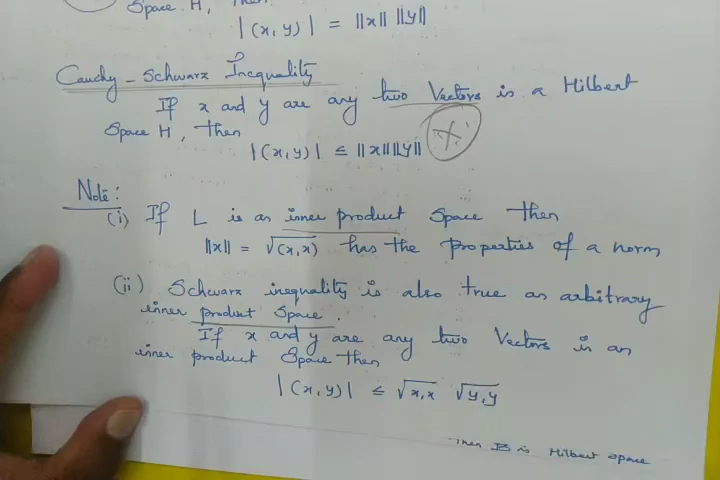 Space H, then
|(x, y)| = ||x|| ||y||
Cauchy - Schwarz Inequality
If x and y are any two Vectors is a Hilbert
Space H, then
|(x, y)| ≤ ||x|| ||y||
Note:
(i) If L is an inner product Space then
||x|| = √(x, x) has the properties of a norm
(ii) Schwarz inequality is also true an arbitrary
inner product Space.
If x and y are any two Vectors is an
inner product Space then
|(x, y)| ≤ √x,x √y,y
Then B is Hilbert space